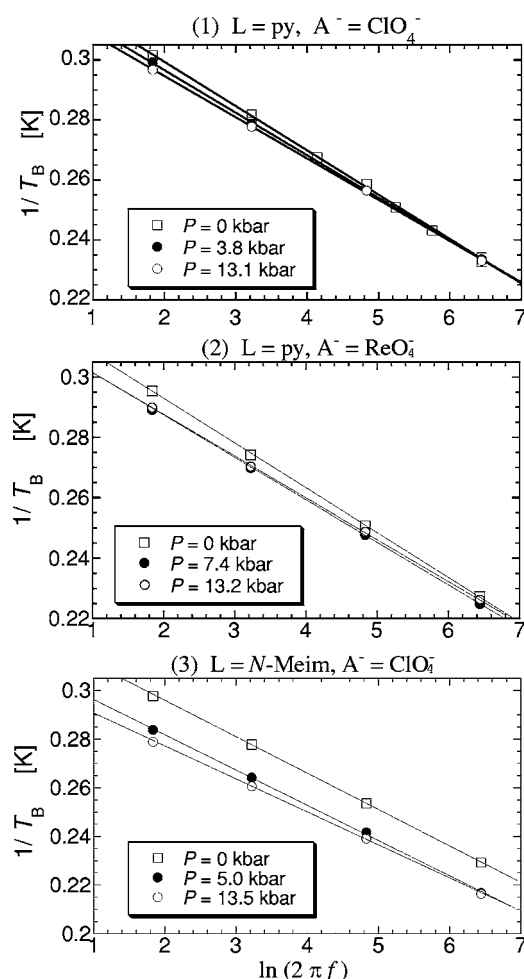 (1) L = py, A⁻ = ClO₄⁻
0.3
0.28
0.26
0.24
0.22
1/ T_B [K]
P = 0 kbar
P = 3.8 kbar
P = 13.1 kbar
1 2 3 4 5 6 7
(2) L = py, A⁻ = ReO₄⁻
0.3
0.28
0.26
0.24
0.22
1/ T_B [K]
P = 0 kbar
P = 7.4 kbar
P = 13.2 kbar
1 2 3 4 5 6 7
(3) L = N-Meim, A⁻ = ClO₄⁻
0.3
0.28
0.26
0.24
0.22
0.2
1/ T_B [K]
P = 0 kbar
P = 5.0 kbar
P = 13.5 kbar
1 2 3 4 5 6 7
ln (2 π f)